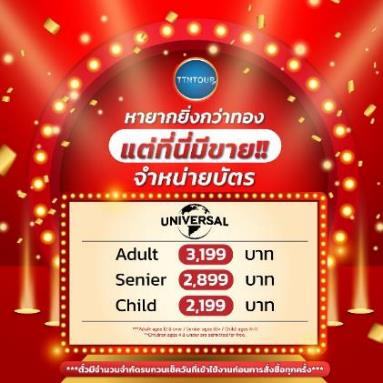 TTNTOUR
หายากยิ่งกว่าทอง
แต่ที่นี่มีขาย!!
จำหน่ายบัตร
UNIVERSAL
Adult 3,199 บาท
Senier 2,899 บาท
Child 2,199 บาท
***ตั๋วมีจำนวนจำกัดรบกวนเช็ควันที่เข้าใช้งานก่อนการสั่งซื้อทุกครั้ง***